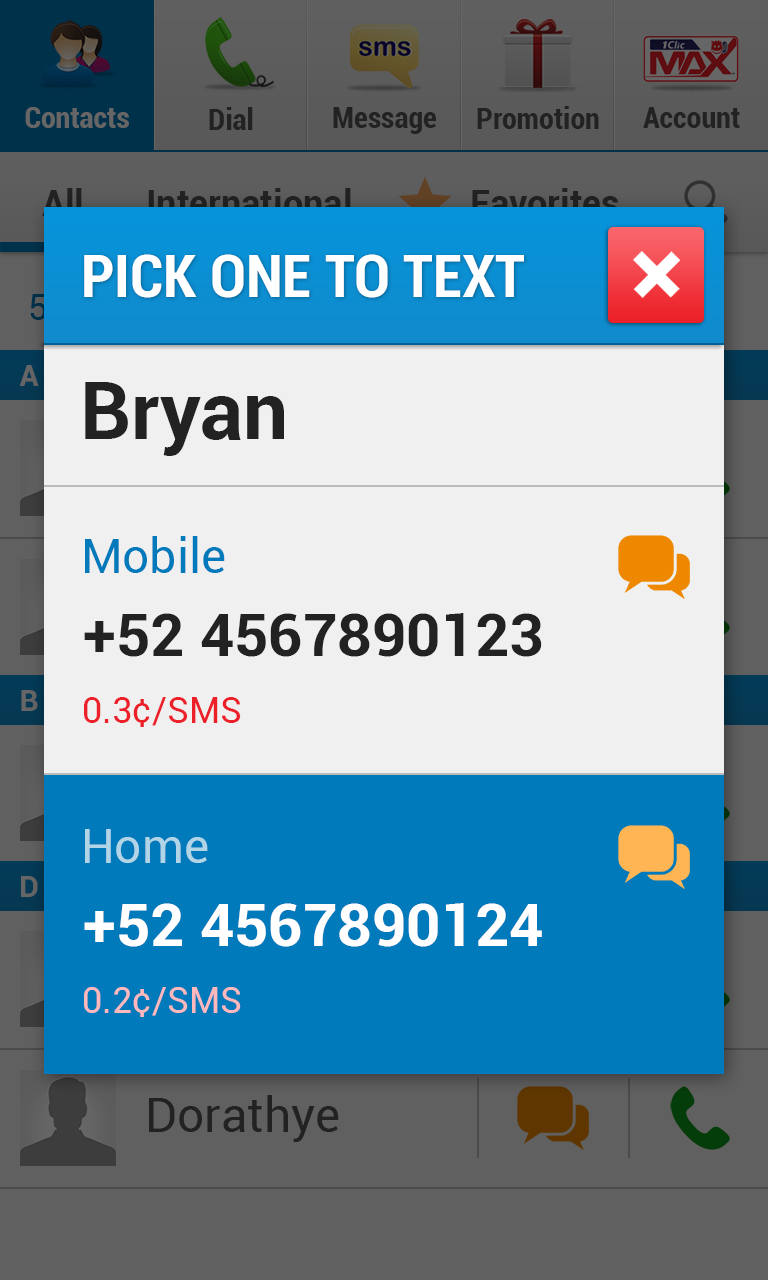 sms
1Clic
MAX
Contacts
Dial
Message
Promotion
Account
All
International
Favorites
5
PICK ONE TO TEXT
A
Bryan
Mobile
+52 4567890123
0.3¢/SMS
B
Home
+52 4567890124
D
0.2¢/SMS
Dorathye